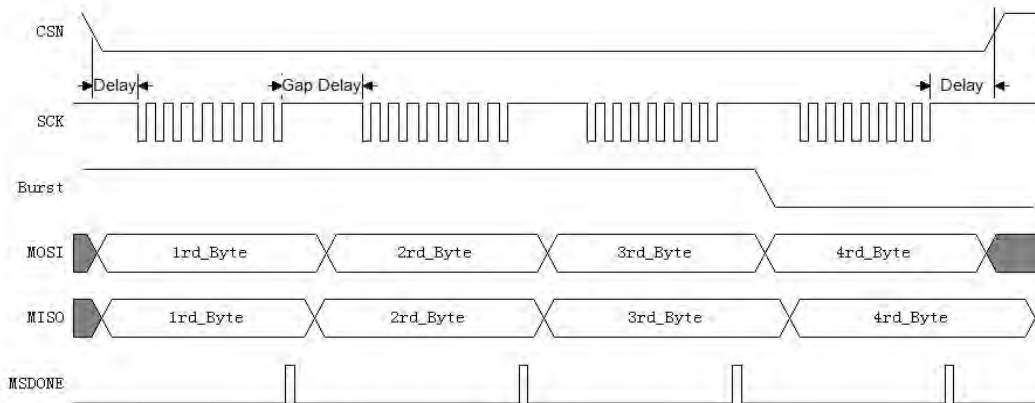 CSN
Delay Gap Delay Delay
SCK
Burst
MOSI 1rd_Byte 2rd_Byte 3rd_Byte 4rd_Byte
MISO 1rd_Byte 2rd_Byte 3rd_Byte 4rd_Byte
MSDONE